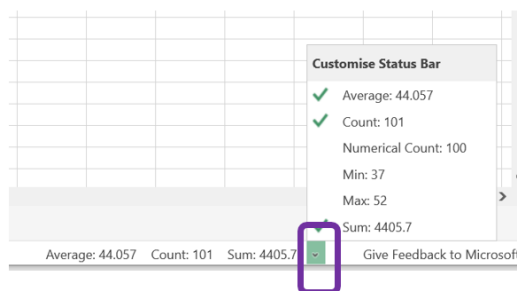 Customise Status Bar
Average: 44.057
Count: 101
Numerical Count: 100
Min: 37
Max: 52
Sum: 4405.7
Average: 44.057 Count: 101 Sum: 4405.7 Give Feedback to Microsoft